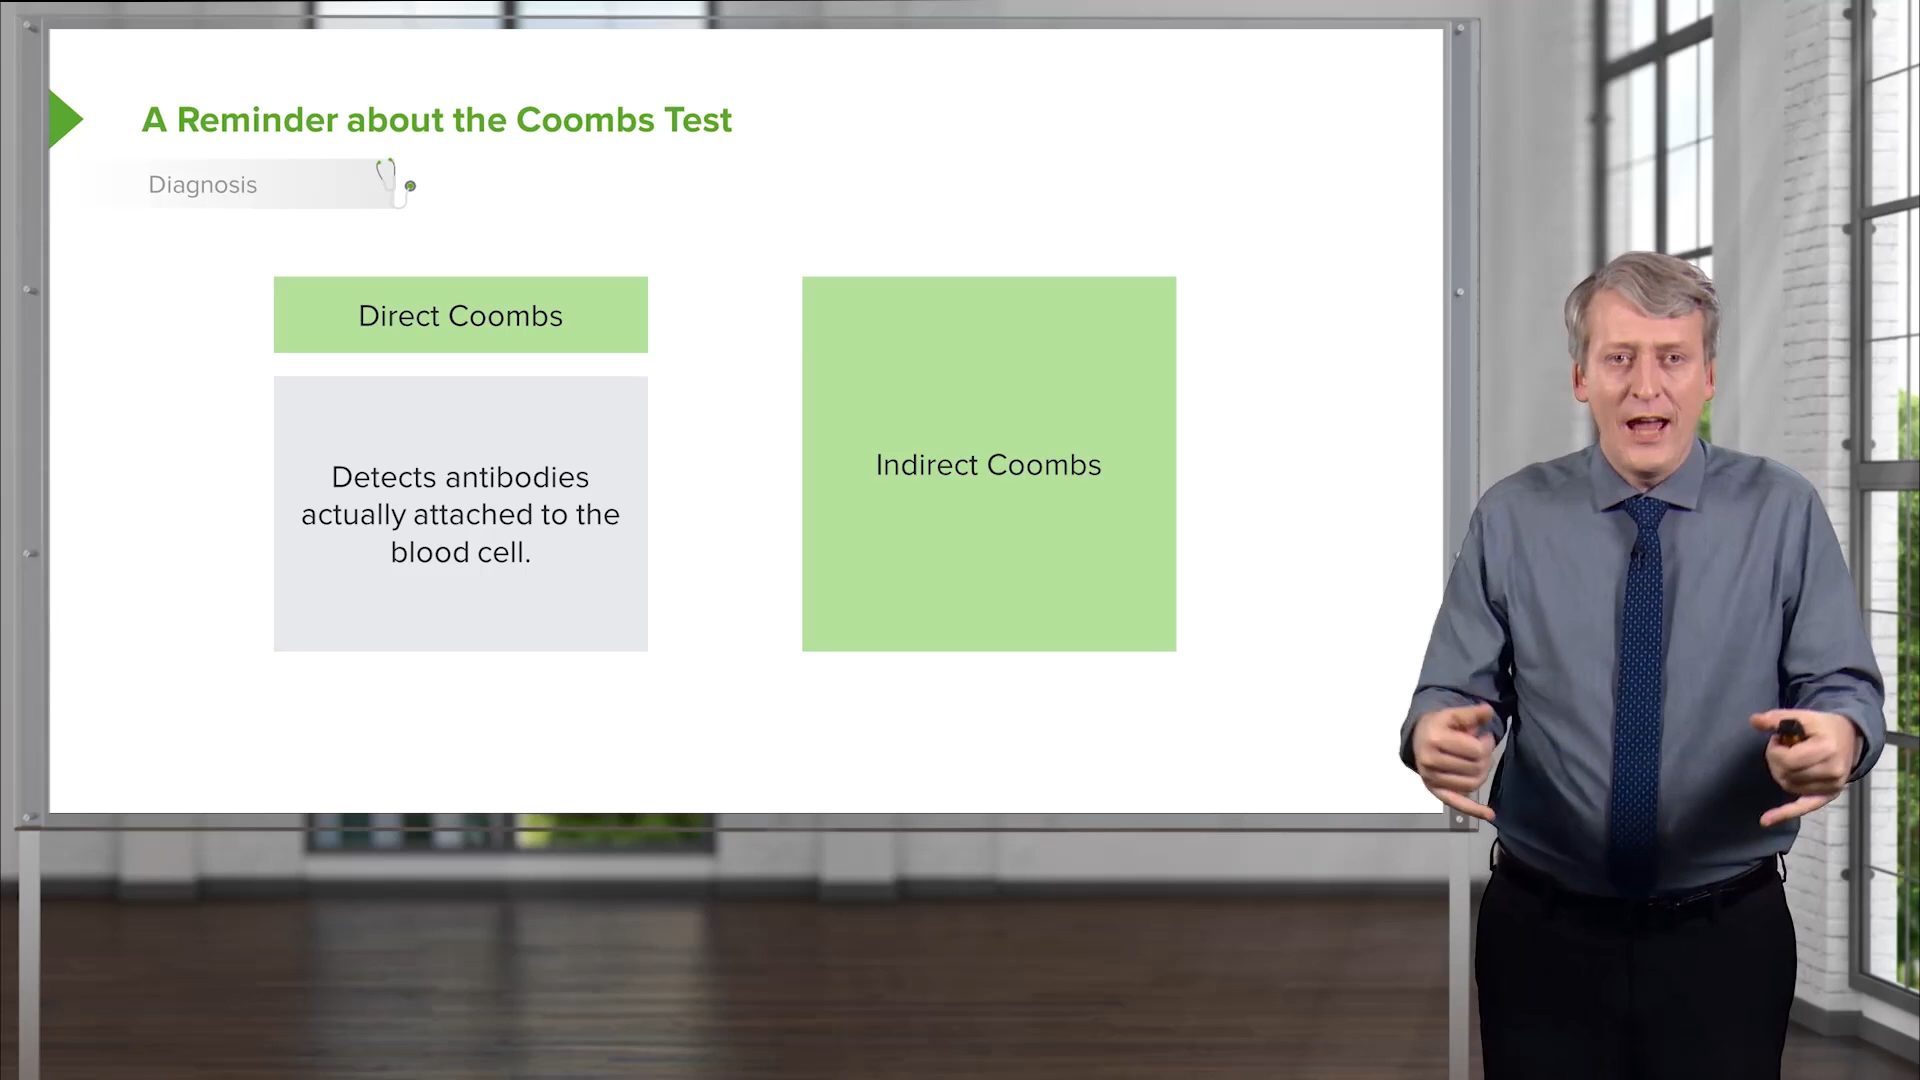 A Reminder about the Coombs Test
Diagnosis
Direct Coombs
Detects antibodies
actually attached to the
blood cell.
Indirect Coombs